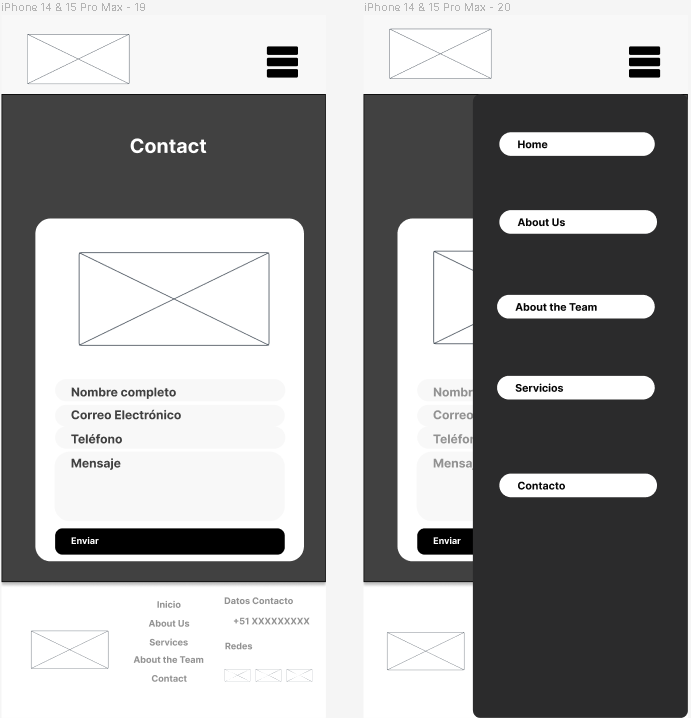 iPhone 14 & 15 Pro Max - 19
Contact
Nombre completo
Correo Electrónico
Teléfono
Mensaje
Enviar
Inicio
About Us
Services
About the Team
Contact
Datos Contacto
+51 XXXXXXXXX
Redes
iPhone 14 & 15 Pro Max - 20
Nombr
Correo
Teléfor
Mensa
Enviar
Home
About Us
About the Team
Servicios
Contacto